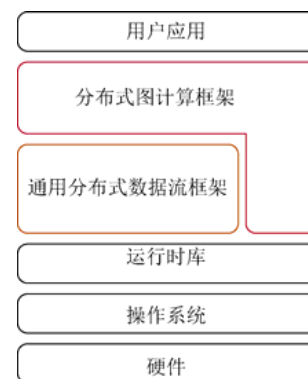 用户应用
分布式图计算框架
通用分布式数据流框架
运行时库
操作系统
硬件